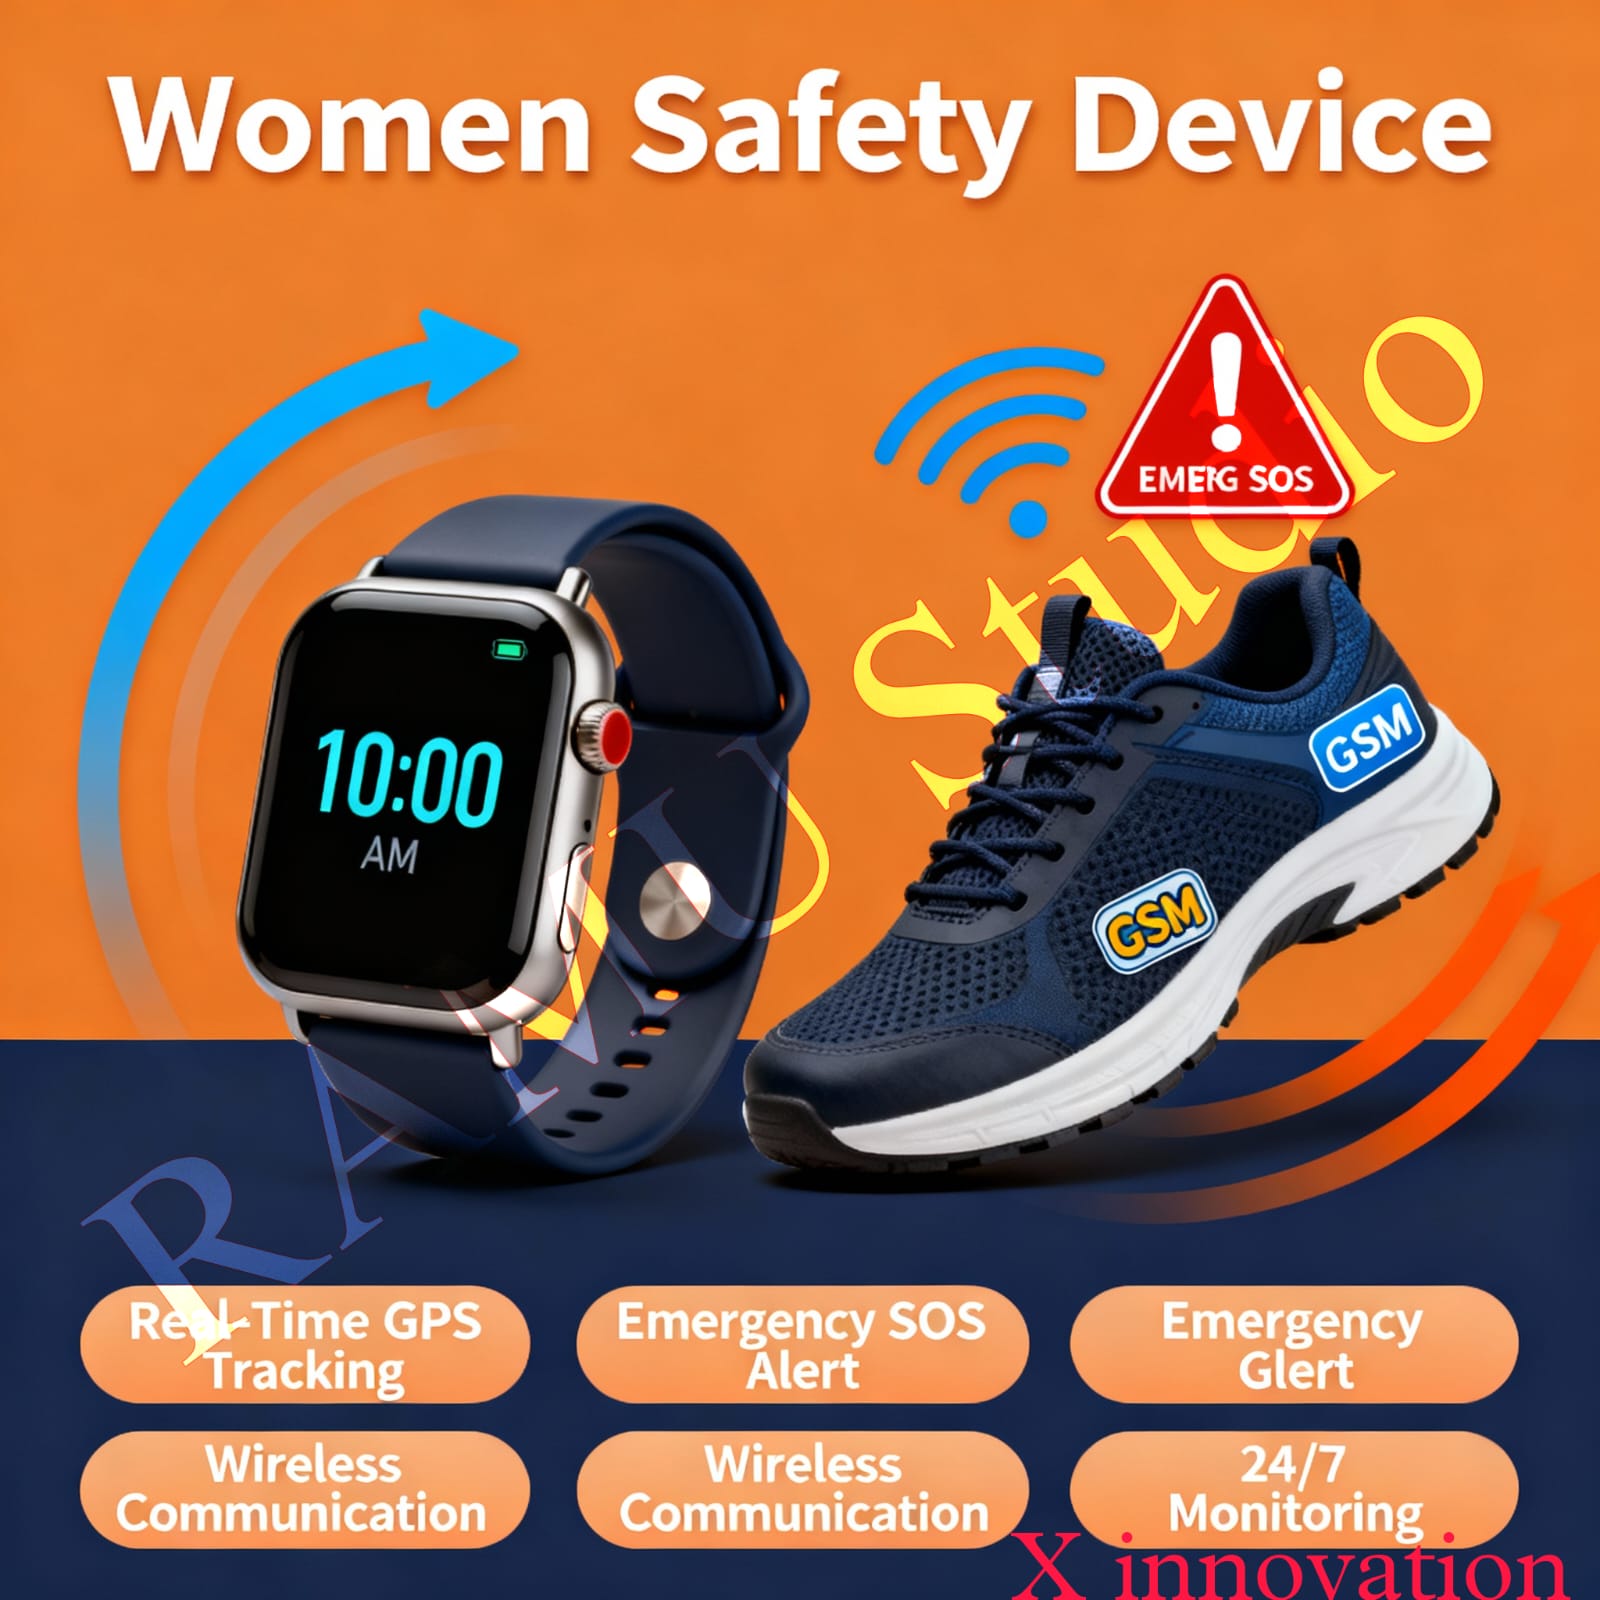 Women Safety Device
EMERG SOS
10:00
AM
GSM
GSM
RAMU Studio
Real-Time GPS
Tracking
Emergency SOS
Alert
Emergency
Glert
Wireless
Communication
Wireless
Communication
24/7
Monitoring
X innovation